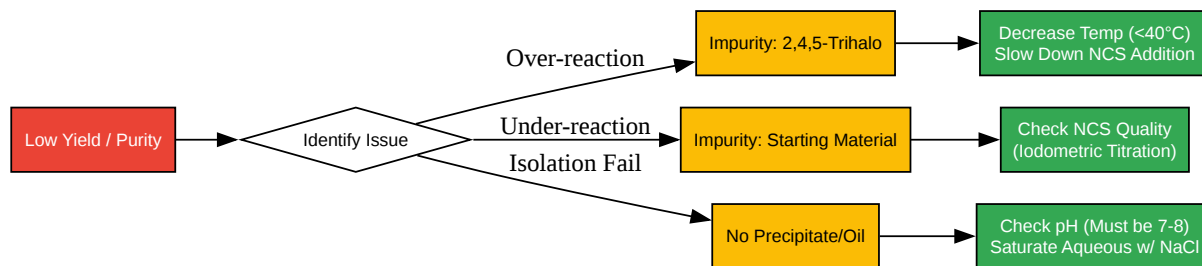 Low Yield / Purity
Identify Issue
Over-reaction
Under-reaction
Isolation Fail
Impurity: 2,4,5-Trihalo
Impurity: Starting Material
No Precipitate/Oil
Decrease Temp (<40°C)
Slow Down NCS Addition
Check NCS Quality
(Iodometric Titration)
Check pH (Must be 7-8)
Saturate Aqueous w/ NaCl